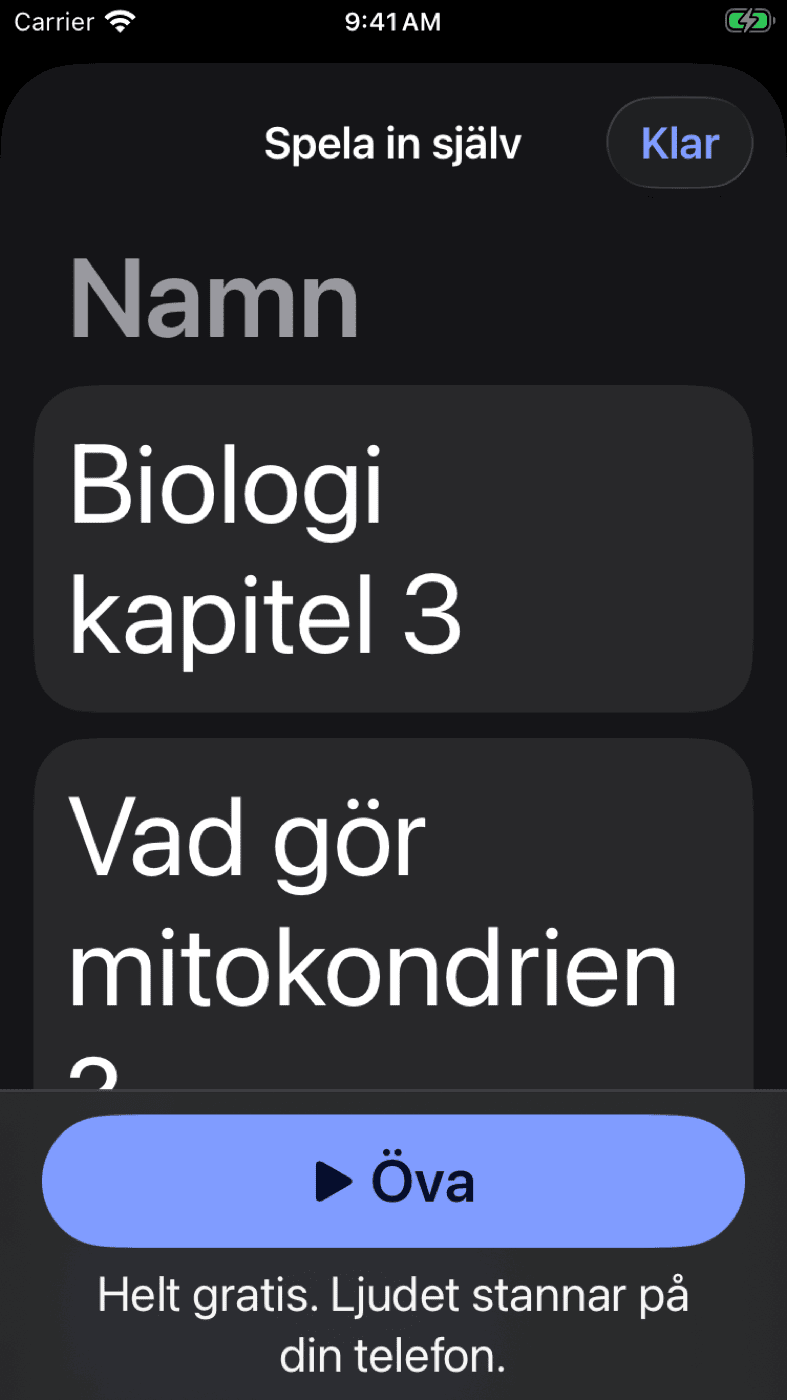 Carrier 9:41 AM
Spela in själv Klar
Namn
Biologi
kapitel 3
Vad gör
mitokondrien
?
Öva
Helt gratis. Ljudet stannar på
din telefon.